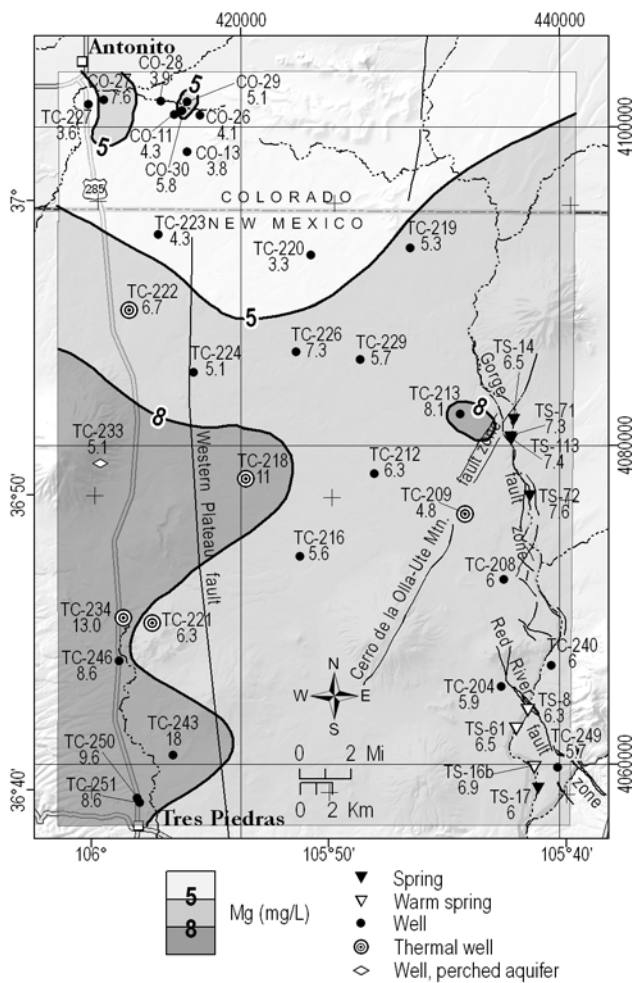 420000
440000
Antonito
CO-28
3.9
CO-27
7.6
5
CO-29
5.1
TC-227
3.6
CO-26
4.1
CO-11
4.3
4100000
5
CO-13
3.8
CO-30
5.8
37°
285
COLORADO
NEW MEXICO
TC-223
4.3
TC-220
3.3
TC-219
5.3
TC-222
6.7
5
TC-226
7.3
TC-229
5.7
TS-14
6.5
TC-224
5.1
Gorge
fault zone
TC-213
8.1
8
TS-71
7.3
8
TC-233
5.1
TS-113
7.4
4080000
TC-218
11
TC-212
6.3
36°50'
Western Plateau fault
TC-209
4.8
fault zone
TS-72
7.6
TC-216
5.6
TC-208
6
Cerro de la Olla-Ute Mtn.
TC-234
13.0
TC-221
6.3
Red River
fault
zone
TC-240
6
TC-246
8.6
N
W E
S
TC-204
5.9
TS-8
6.3
TC-243
18
TS-61
6.5
TC-249
5.7
TC-250
9.6
0 2 Mi
4060000
36°40'
TC-251
8.6
0 2 Km
TS-16b
6.9
TS-17
6
Tres Piedras
106°
105°50'
105°40'
5
8
Mg (mg/L)
Spring
Warm spring
Well
Thermal well
Well, perched aquifer